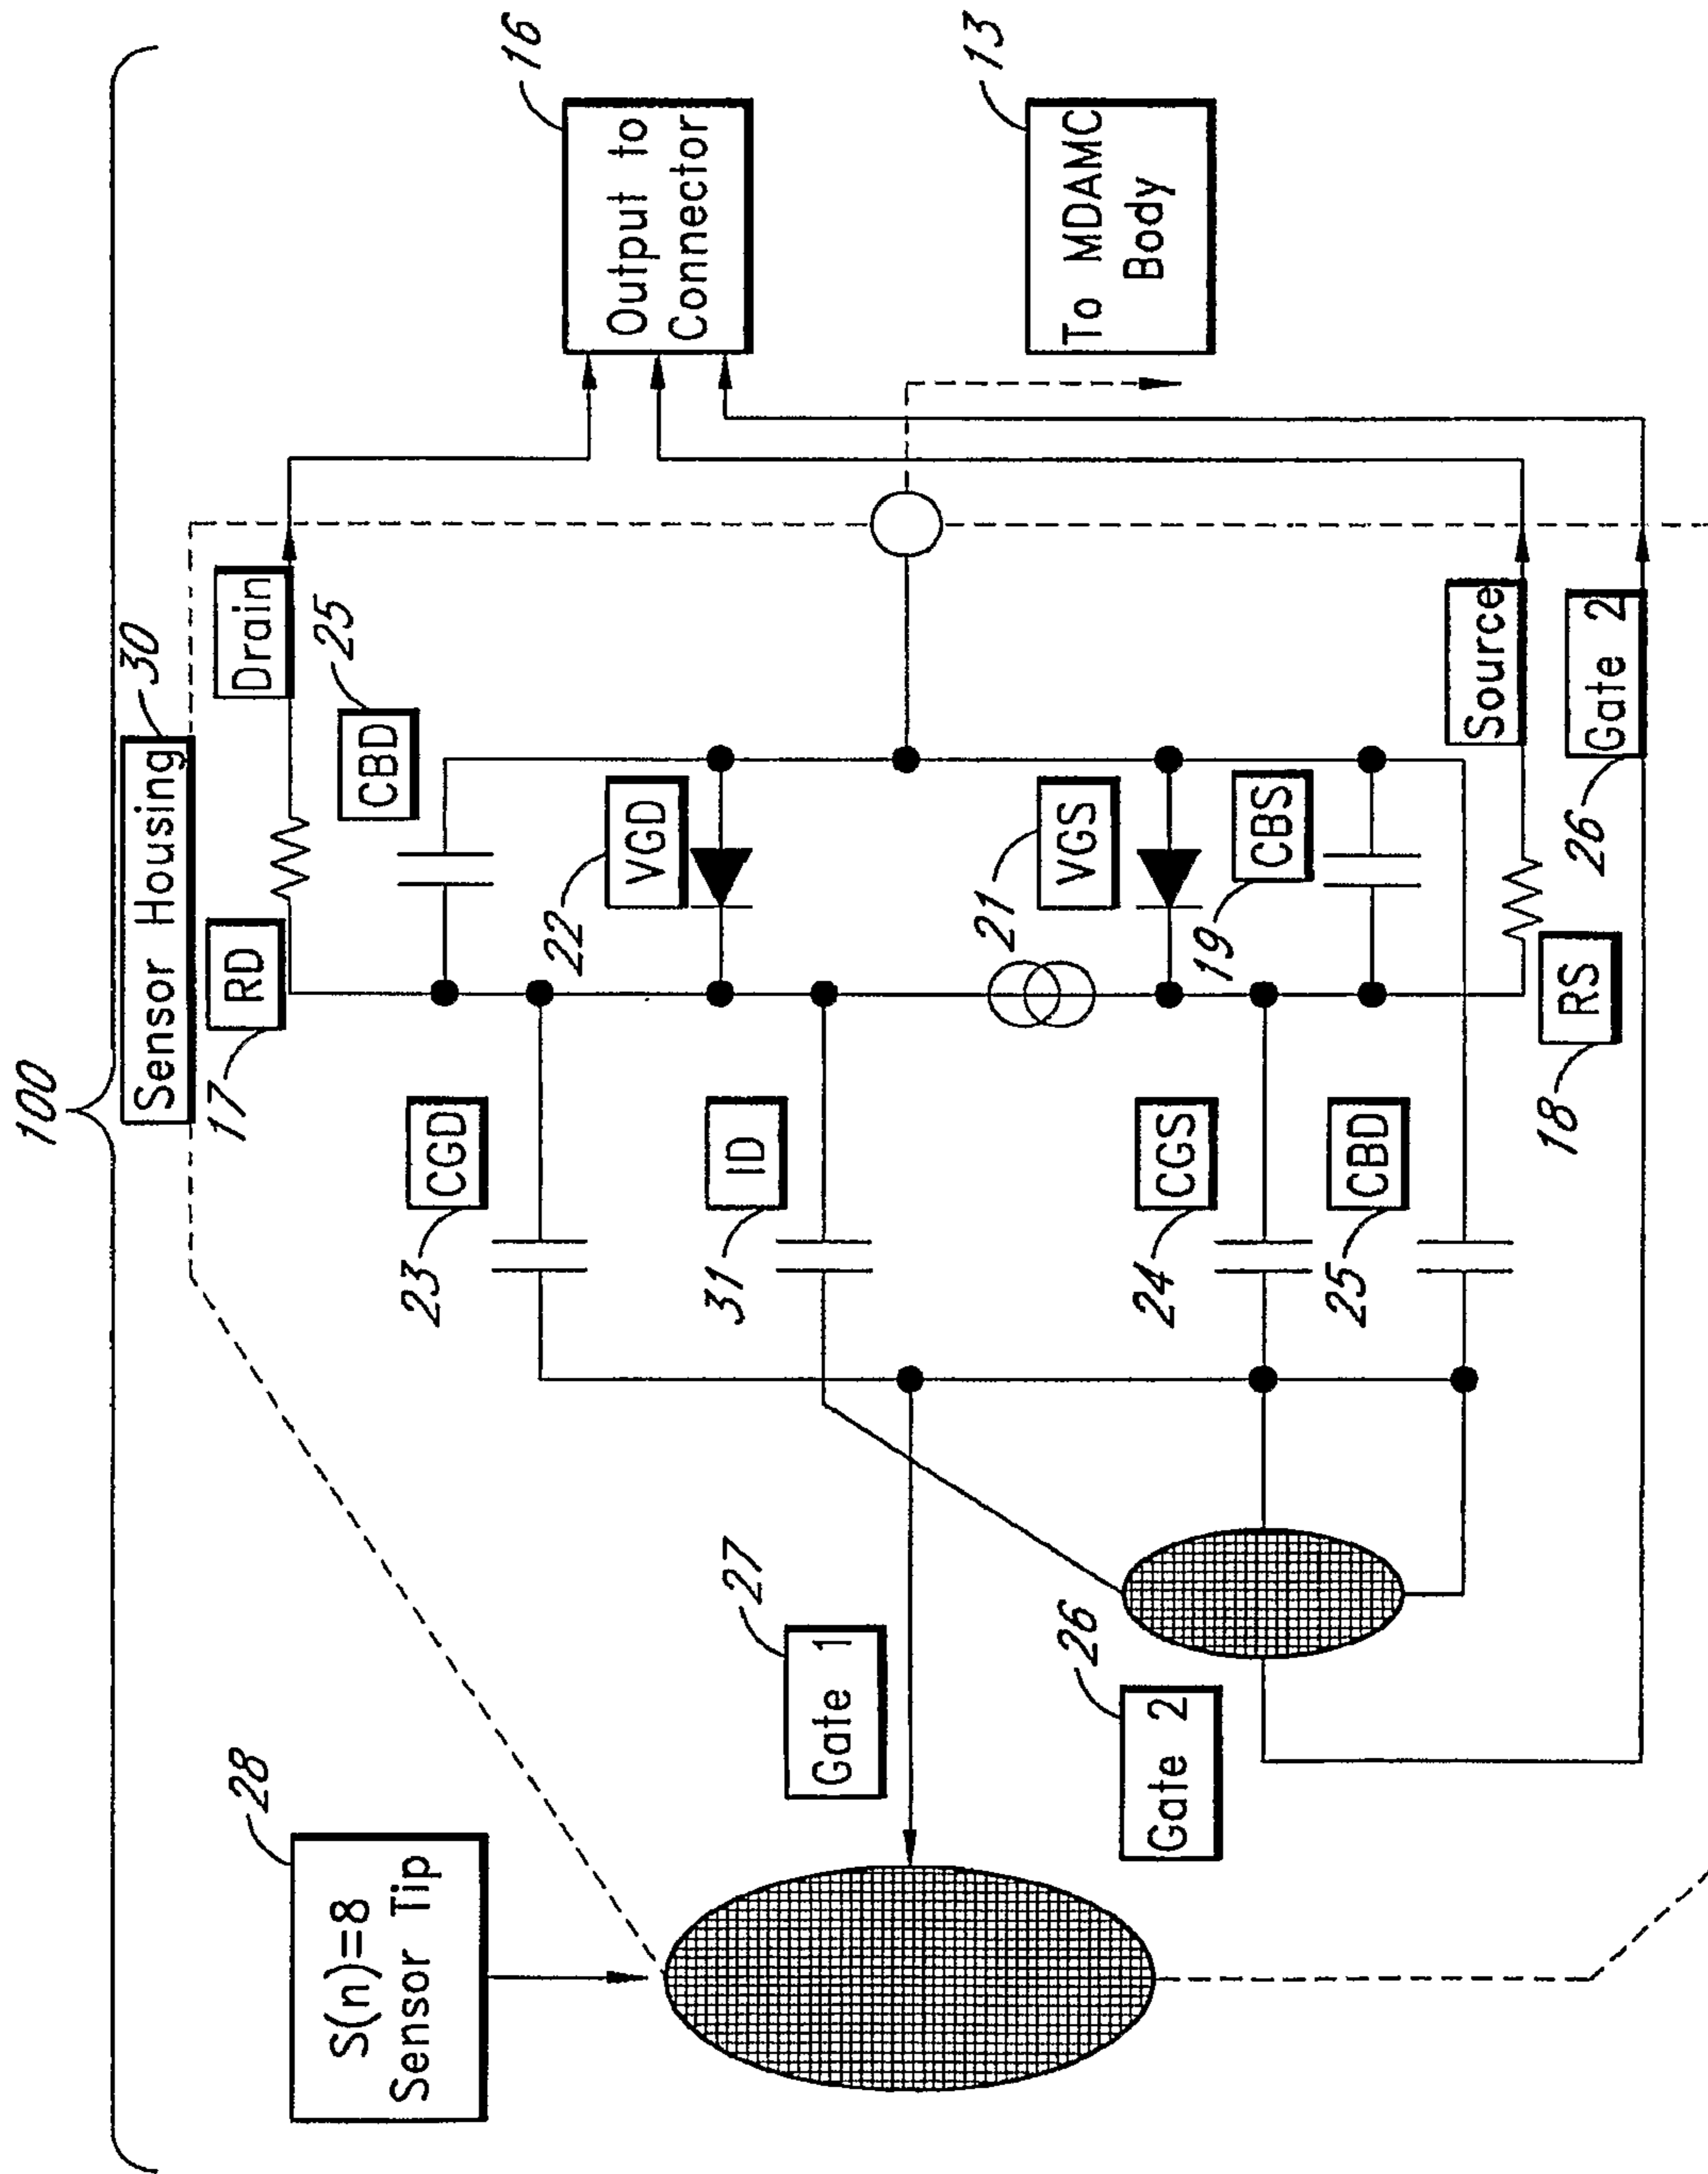 100
Sensor Housing
30
28
S(n)=8
Sensor Tip
17
RD
Drain
CBD
25
16
Output to
Connector
23
CGD
22
VGD
31
ID
27
Gate 1
21
VGS
13
To MDAMC
Body
26
Gate 2
24
CGS
19
CBS
25
CBD
18
RS
Source
Gate 2
26